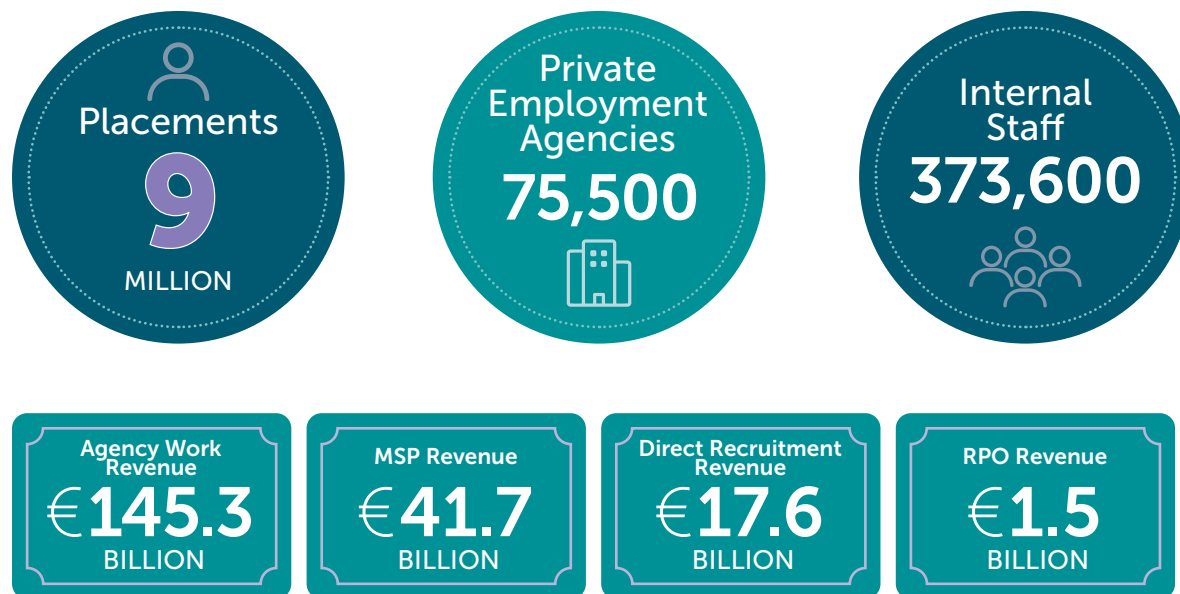 Placements
9
MILLION
Private
Employment
Agencies
75,500
Internal
Staff
373,600
Agency Work
Revenue
€145.3
BILLION
MSP Revenue
€41.7
BILLION
Direct Recruitment
Revenue
€17.6
BILLION
RPO Revenue
€1.5
BILLION